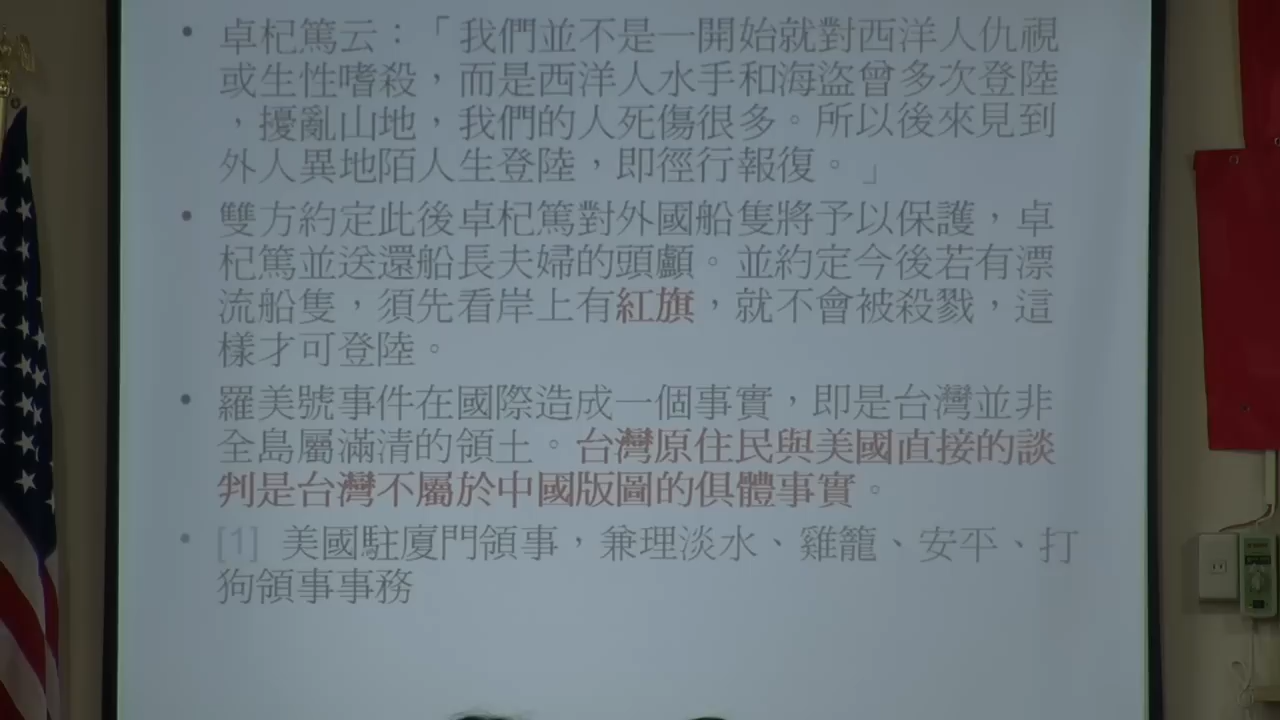 • 卓杞篤云：「我們並不是一開始就對西洋人仇視
或生性嗜殺，而是西洋人水手和海盜曾多次登陸
，擾亂山地，我們的人死傷很多。所以後來見到
外人異地陌人生登陸，即徑行報復。」
• 雙方約定此後卓杞篤對外國船隻將予以保護，卓
杞篤並送還船長夫婦的頭顱。並約定今後若有漂
流船隻，須先看岸上有紅旗，就不會被殺戮，這
樣才可登陸。
• 羅美號事件在國際造成一個事實，即是台灣並非
全島屬滿清的領土。台灣原住民與美國直接的談
判是台灣不屬於中國版圖的俱體事實。
• [1] 美國駐廈門領事，兼理淡水、雞籠、安平、打
狗領事事務